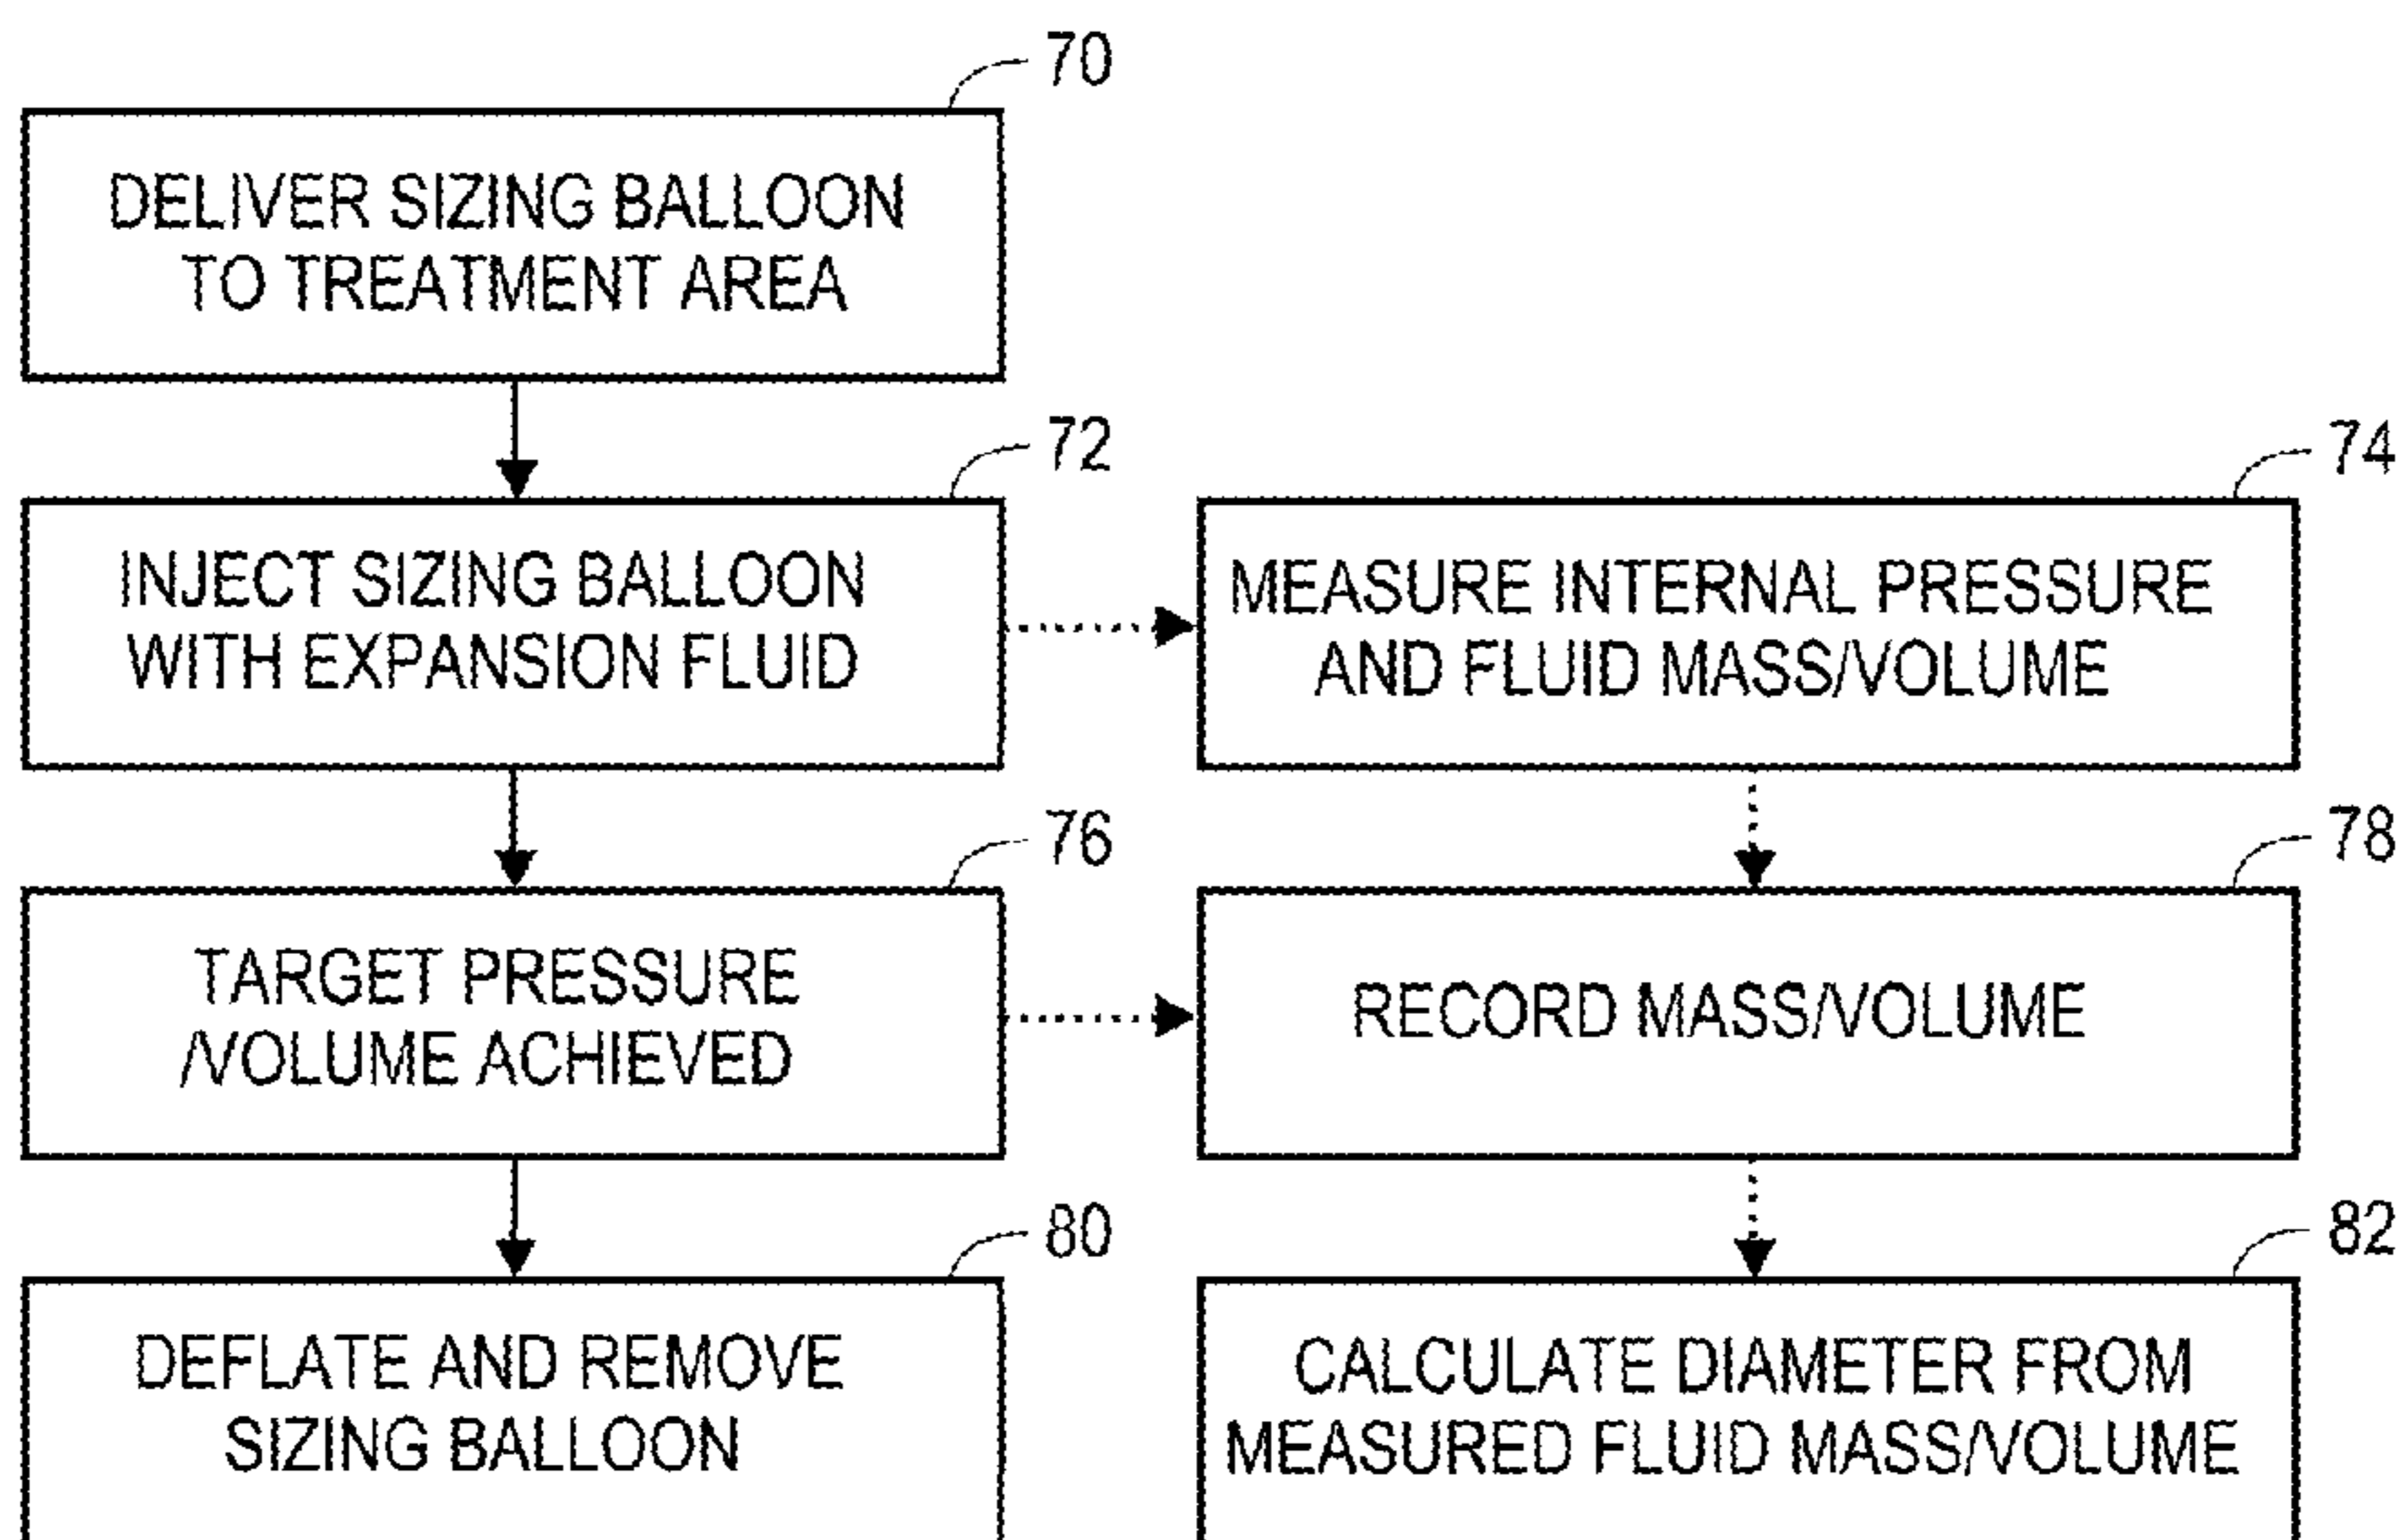 70
DELIVER SIZING BALLOON
TO TREATMENT AREA
72
INJECT SIZING BALLOON
WITH EXPANSION FLUID
74
MEASURE INTERNAL PRESSURE
AND FLUID MASS/VOLUME
76
TARGET PRESSURE
/VOLUME ACHIEVED
78
RECORD MASS/VOLUME
80
DEFLATE AND REMOVE
SIZING BALLOON
82
CALCULATE DIAMETER FROM
MEASURED FLUID MASS/VOLUME